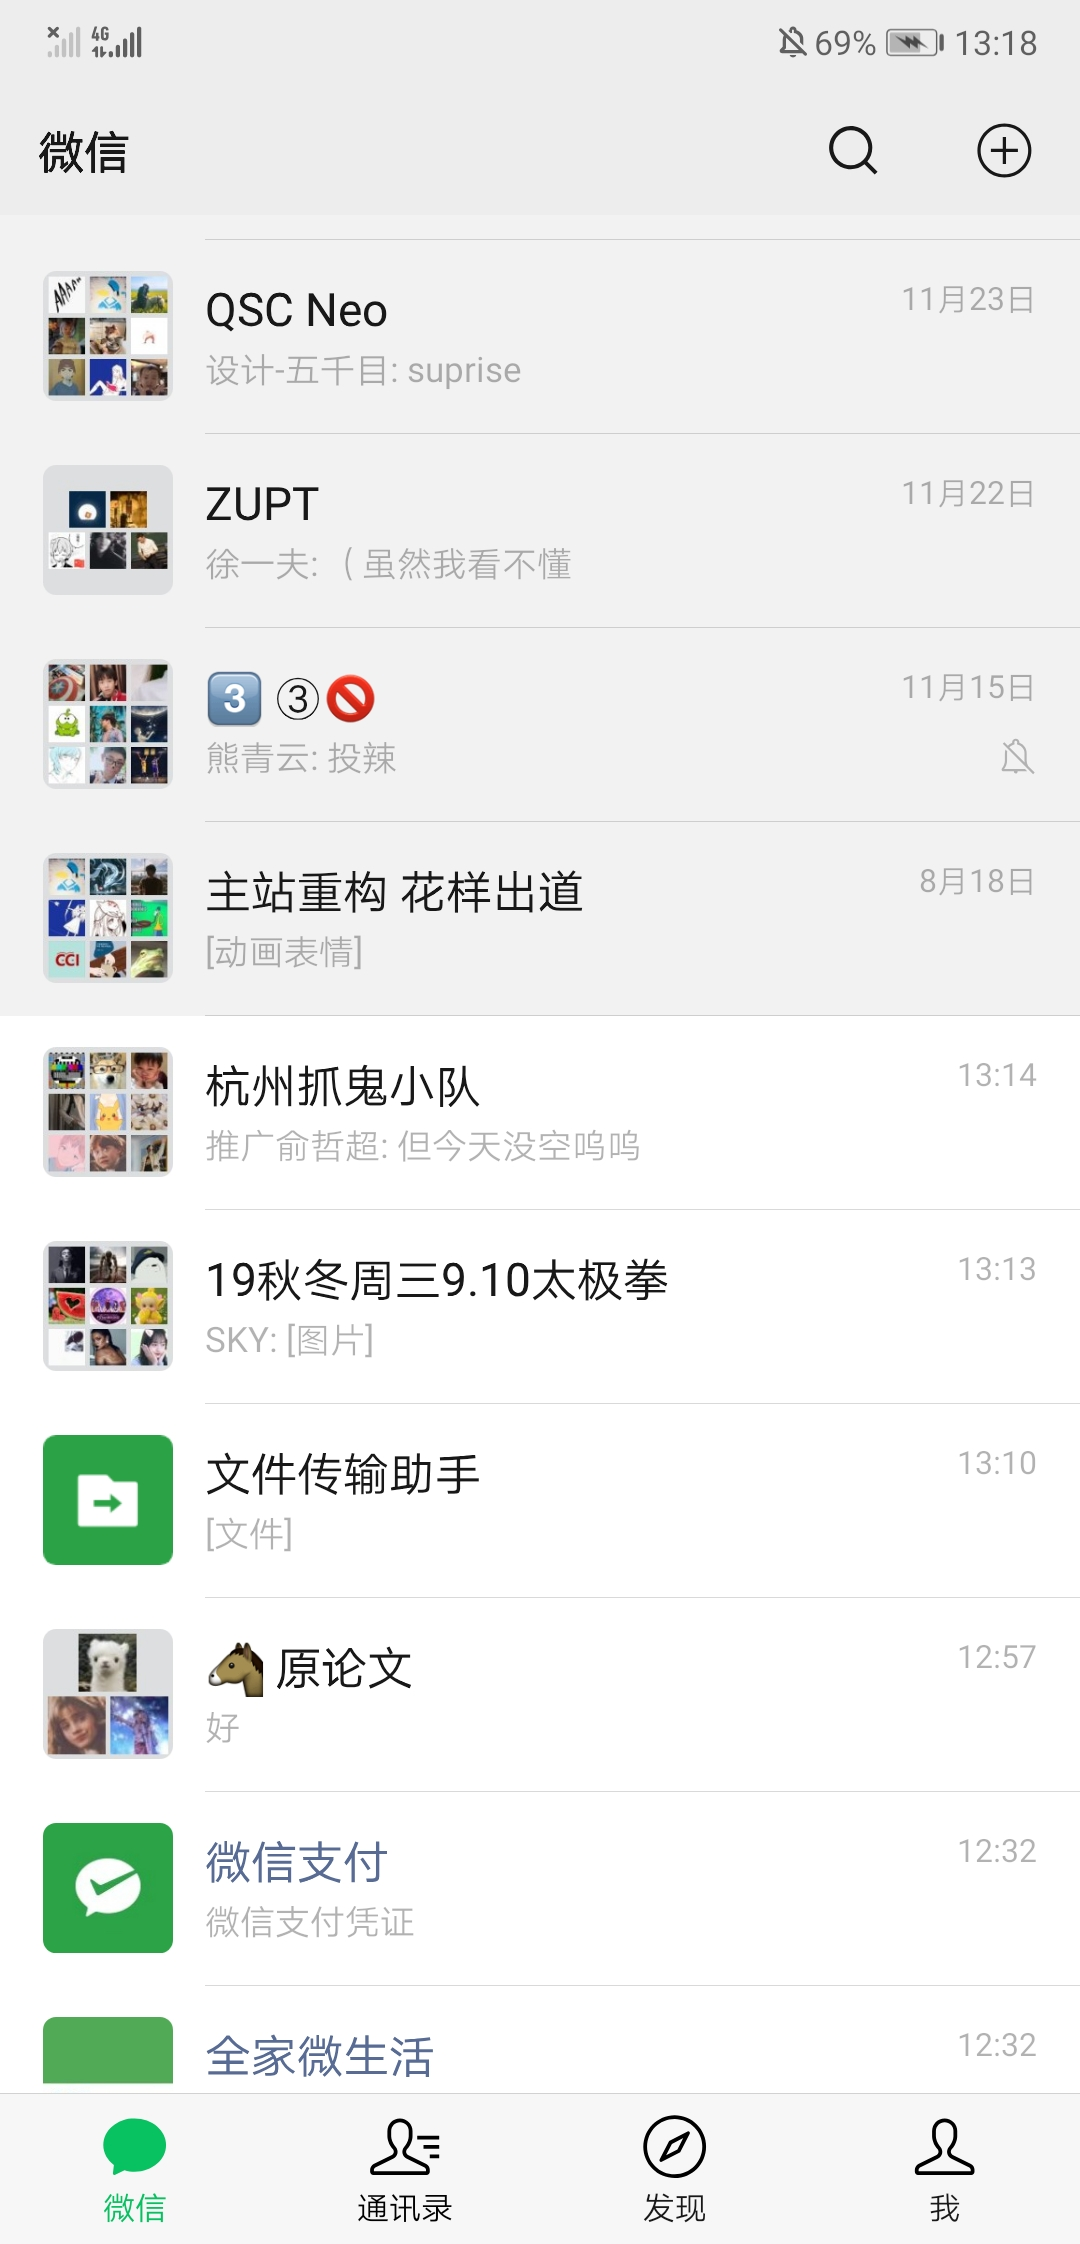 4G
69%
13:18
微信
QSC Neo
11月23日
设计-五千目: suprise
ZUPT
11月22日
徐一夫:（虽然我看不懂
3️⃣ ③🚫
11月15日
熊青云: 投辣
主站重构 花样出道
8月18日
[动画表情]
CCI
杭州抓鬼小队
13:14
推广俞哲超: 但今天没空呜呜
19秋冬周三9.10太极拳
13:13
SKY: [图片]
文件传输助手
13:10
[文件]
🐴 原论文
12:57
好
微信支付
12:32
微信支付凭证
全家微生活
12:32
微信
通讯录
发现
我